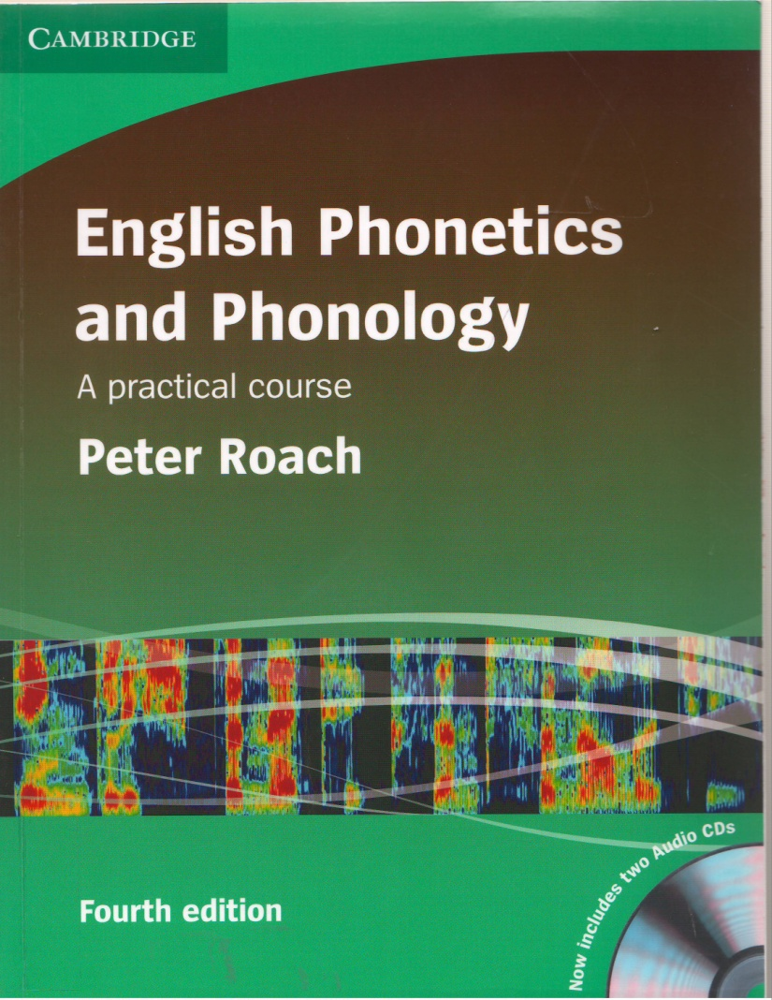 CAMBRIDGE
English Phonetics
and Phonology
A practical course
Peter Roach
Fourth edition
Now includes two Audio CDs